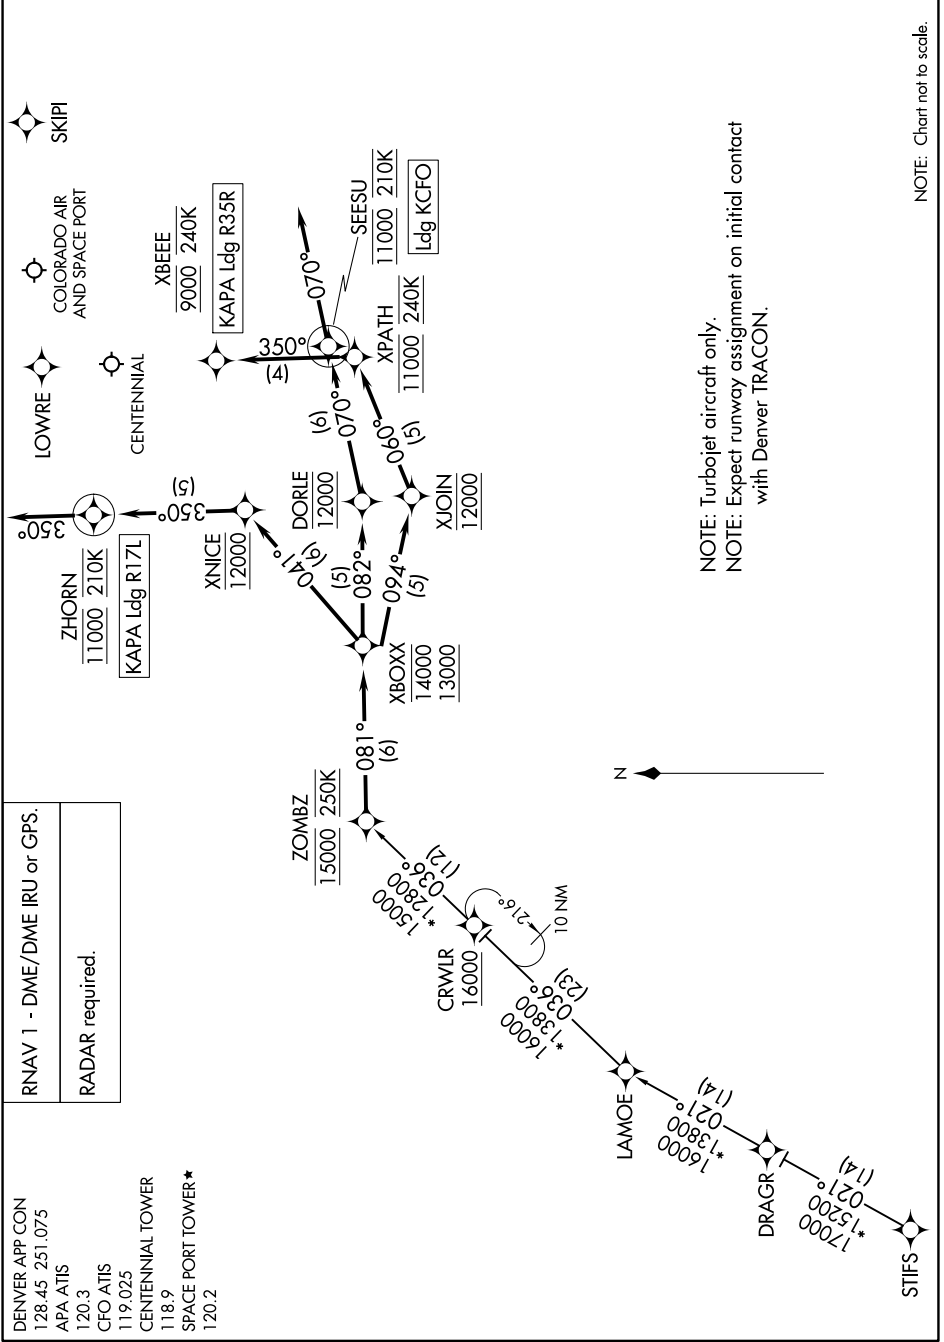 DENVER APP CON
128.45 251.075
APA ATIS
120.3
CFO ATIS
119.025
CENTENNIAL TOWER
118.9
SPACE PORT TOWER★
120.2
RNAV 1 - DME/DME IRU or GPS.
RADAR required.
LOWRE
SKIPI
CENTENNIAL
COLORADO AIR
AND SPACE PORT
350°
ZHORN
11000 210K
KAPA Ldg R17L
350°
(5)
XNICE
12000
XBEEE
9000 240K
KAPA Ldg R35R
350°
(4)
070°
SEESU
11000 210K
Ldg KCFO
XPATH
11000 240K
DORLE
12000
070°
(6)
XJOIN
12000
060°
(5)
041°
(6)
082°
(5)
094°
(5)
XBOXX
14000
13000
081°
(6)
ZOMBZ
15000 250K
15000
*12800
036°
(12)
CRWLR
16000
216°
10 NM
16000
*13800
036°
(23)
LAMOE
16000
*13800
021°
(14)
DRAGR
17000
*15200
021°
(14)
STIFS
N
NOTE: Turbojet aircraft only.
NOTE: Expect runway assignment on initial contact
with Denver TRACON.
NOTE: Chart not to scale.